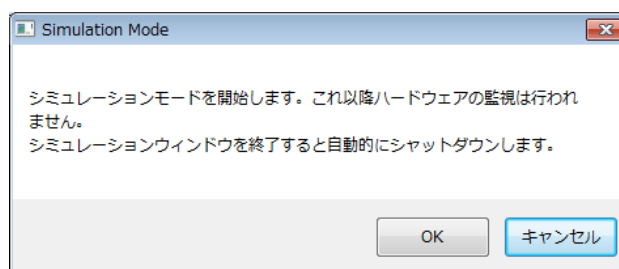 Simulation Mode
シミュレーションモードを開始します。これ以降ハードウェアの監視は行われ
ません。
シミュレーションウィンドウを終了すると自動的にシャットダウンします。
OK
キャンセル